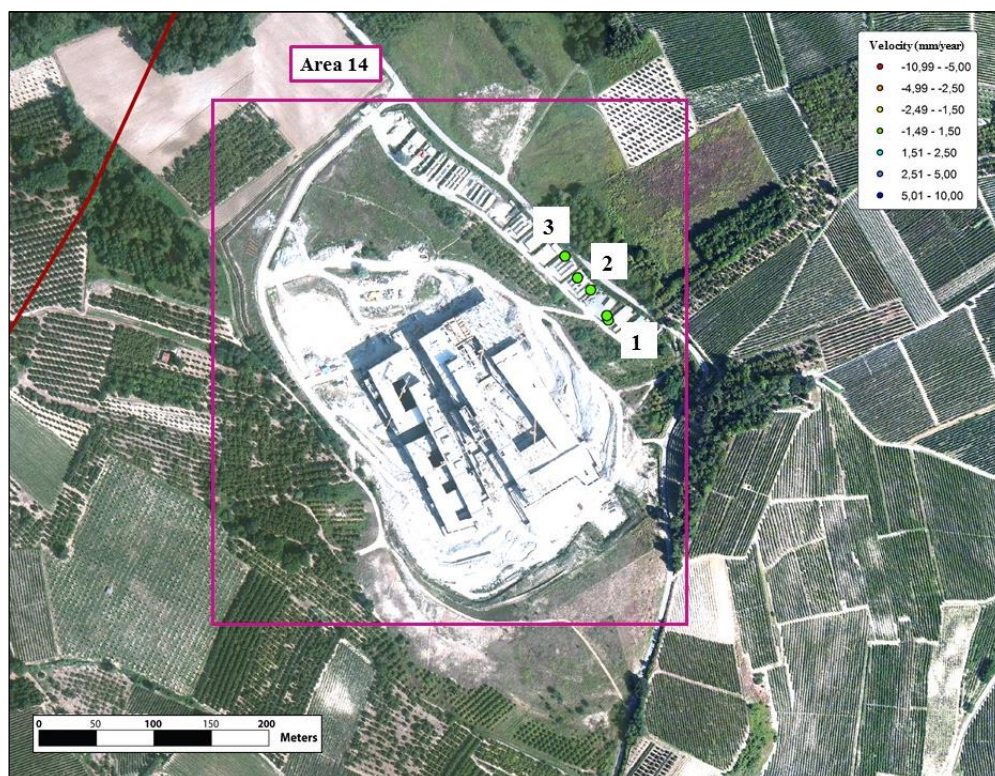 Area 14
Velocity (mm/year)
-10,99 - -5,00
-4,99 - -2,50
-2,49 - -1,50
-1,49 - 1,50
1,51 - 2,50
2,51 - 5,00
5,01 - 10,00
3
2
1
0 50 100 150 200
Meters